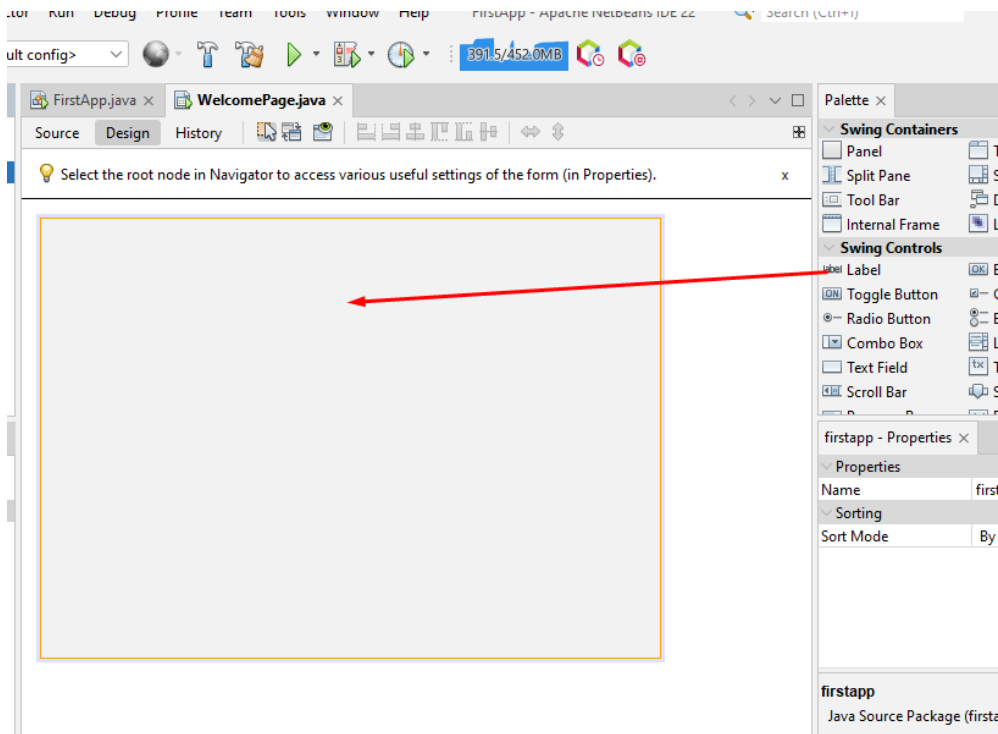 Run Debug Profile Team Tools Window Help FirstApp - Apache NetBeans IDE 22 Search (Ctrl+I)
config> 391.5/452.0MB
FirstApp.java WelcomePage.java Palette
Source Design History
Select the root node in Navigator to access various useful settings of the form (in Properties). x
Swing Containers
Panel
Split Pane
Tool Bar
Internal Frame
Swing Controls
label Label OK
ON Toggle Button
Radio Button
Combo Box
Text Field
Scroll Bar
firstapp - Properties
Properties
Name
Sorting
Sort Mode By
firstapp
Java Source Package